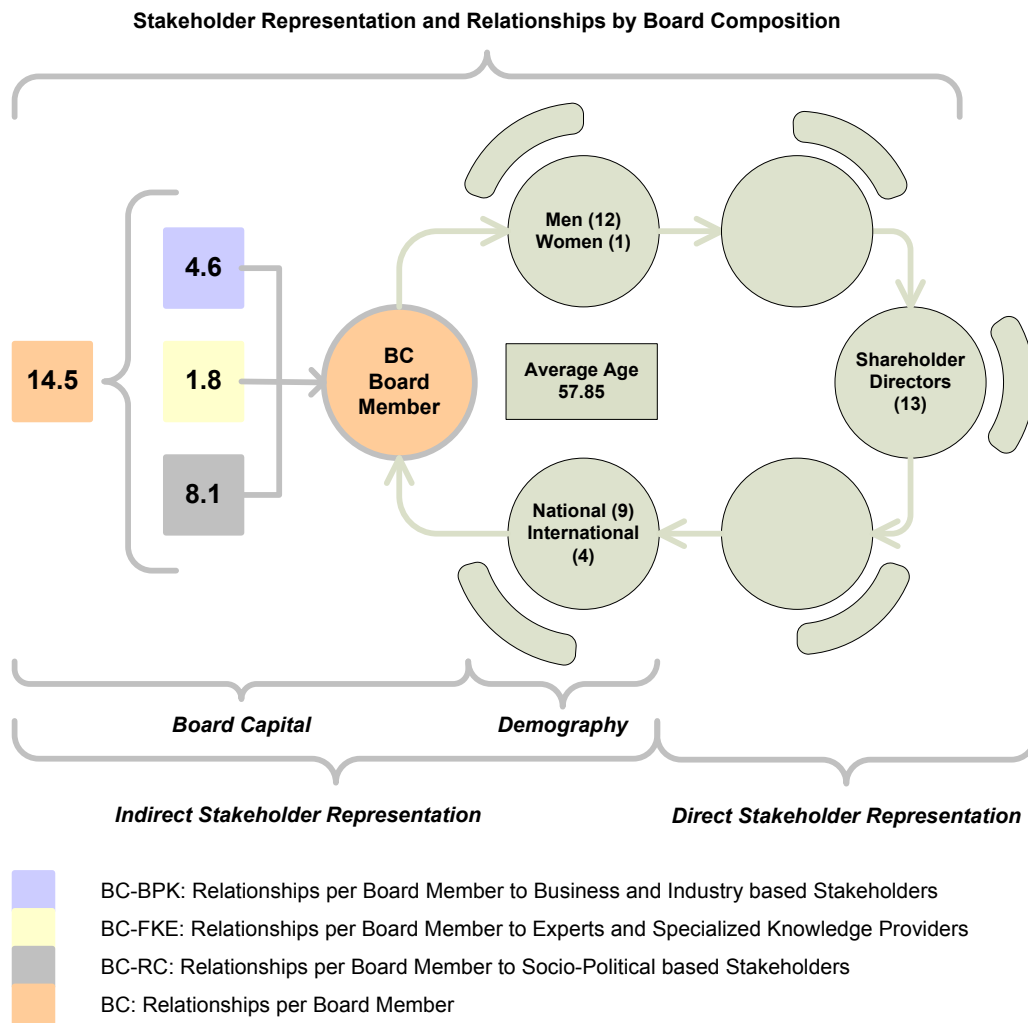 Stakeholder Representation and Relationships by Board Composition
Men (12)
Women (1)
4.6
14.5
1.8
8.1
BC
Board
Member
Average Age
57.85
Shareholder
Directors
(13)
National (9)
International
(4)
Board Capital
Demography
Indirect Stakeholder Representation
Direct Stakeholder Representation
BC-BPK: Relationships per Board Member to Business and Industry based Stakeholders
BC-FKE: Relationships per Board Member to Experts and Specialized Knowledge Providers
BC-RC: Relationships per Board Member to Socio-Political based Stakeholders
BC: Relationships per Board Member